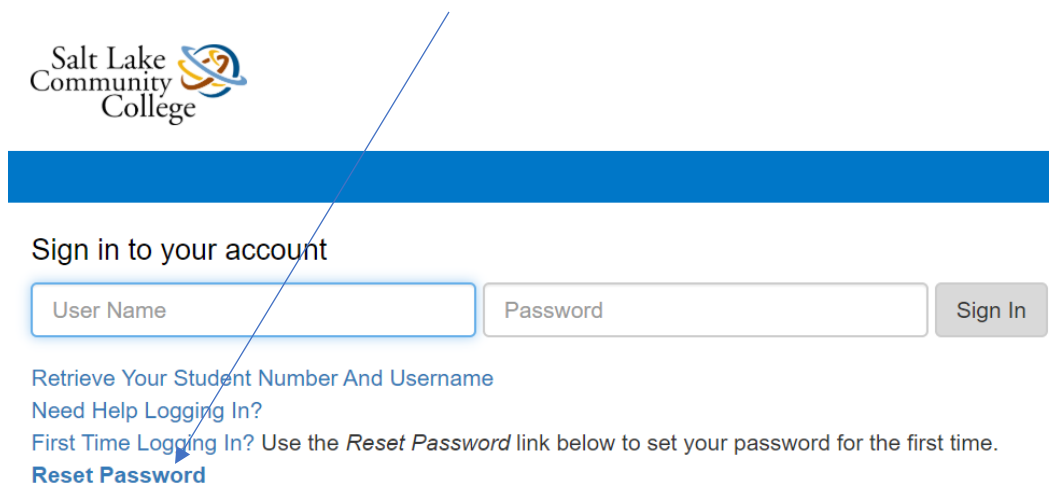 Salt Lake
Community
College
Sign in to your account
User Name
Password
Sign In
Retrieve Your Student Number And Username
Need Help Logging In?
First Time Logging In? Use the Reset Password link below to set your password for the first time.
Reset Password